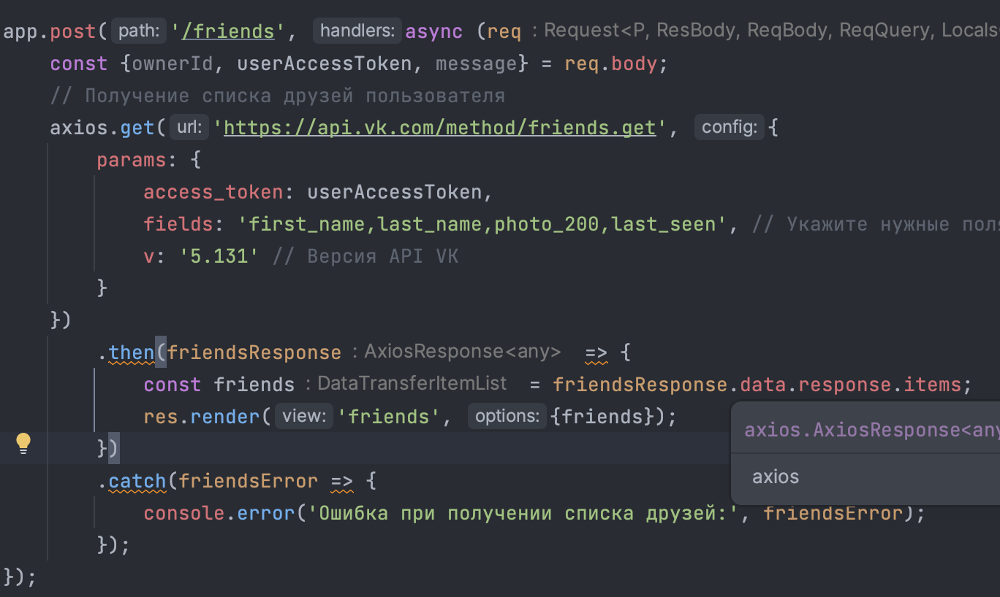 app.post( path: '/friends', handlers: async (req : Request<P, ResBody, ReqBody, ReqQuery, Locals
const {ownerId, userAccessToken, message} = req.body;
// Получение списка друзей пользователя
axios.get( url: 'https://api.vk.com/method/friends.get', config: {
params: {
access_token: userAccessToken,
fields: 'first_name,last_name,photo_200,last_seen', // Укажите нужные поля
v: '5.131' // Версия API VK
}
})
.then(friendsResponse : AxiosResponse<any> => {
const friends : DataTransferItemList = friendsResponse.data.response.items;
res.render( view: 'friends', options: {friends});
axios.AxiosResponse<any
})
.catch(friendsError => {
axios
console.error('Ошибка при получении списка друзей:', friendsError);
});
});